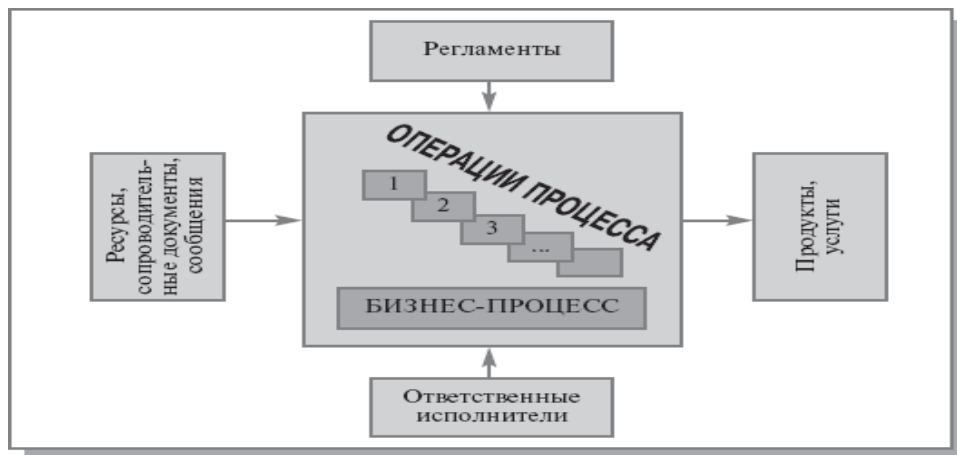 Регламенты
Ресурсы,
сопроводитель-
ные документы,
сообщения
ОПЕРАЦИИ ПРОЦЕССА
1
2
3
...
БИЗНЕС-ПРОЦЕСС
Продукты,
услуги
Ответственные
исполнители